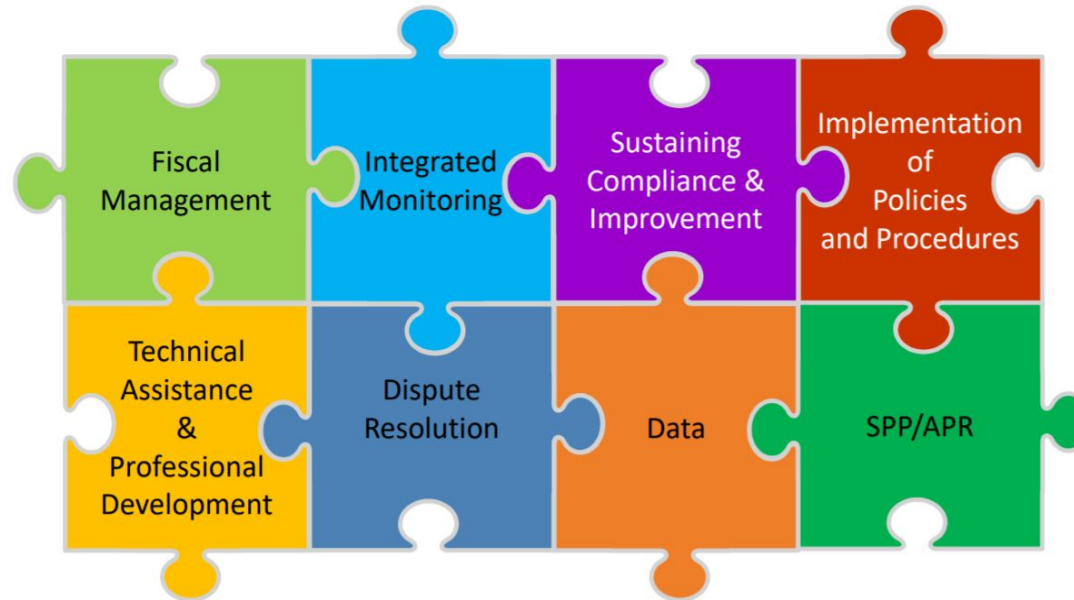 Fiscal
Management
Integrated
Monitoring
Sustaining
Compliance &
Improvement
Implementation
of
Policies
and Procedures
Technical
Assistance
&
Professional
Development
Dispute
Resolution
Data
SPP/APR